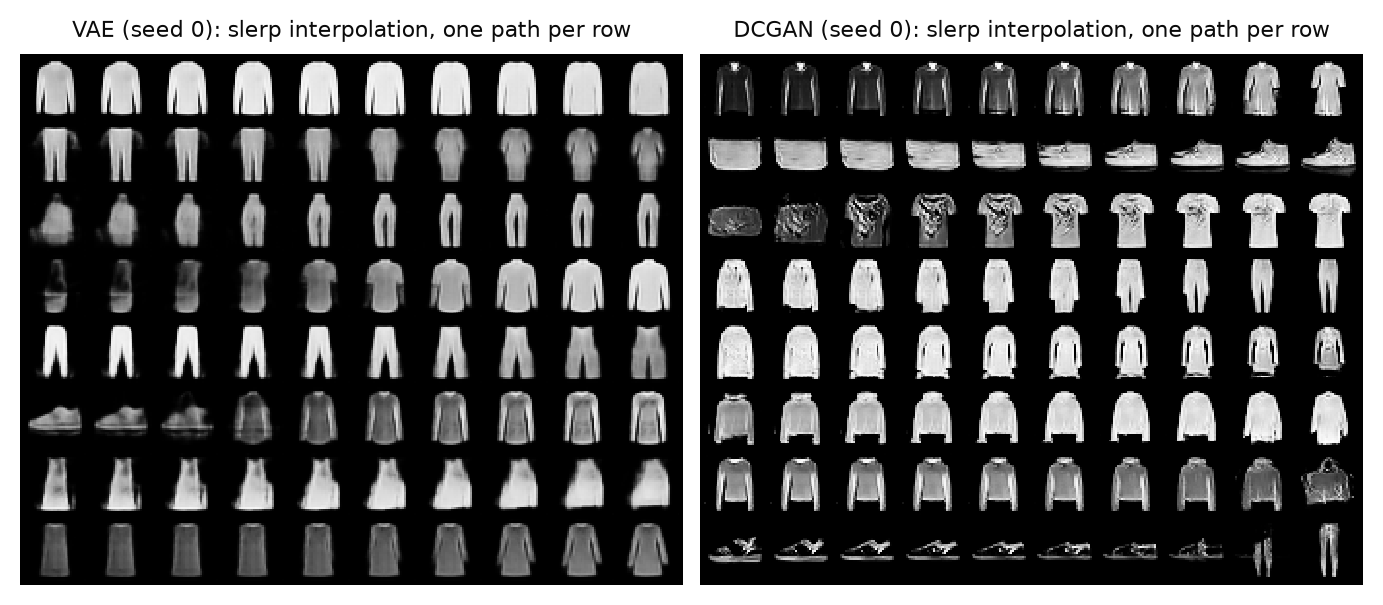 VAE (seed 0): slerp interpolation, one path per row
DCGAN (seed 0): slerp interpolation, one path per row